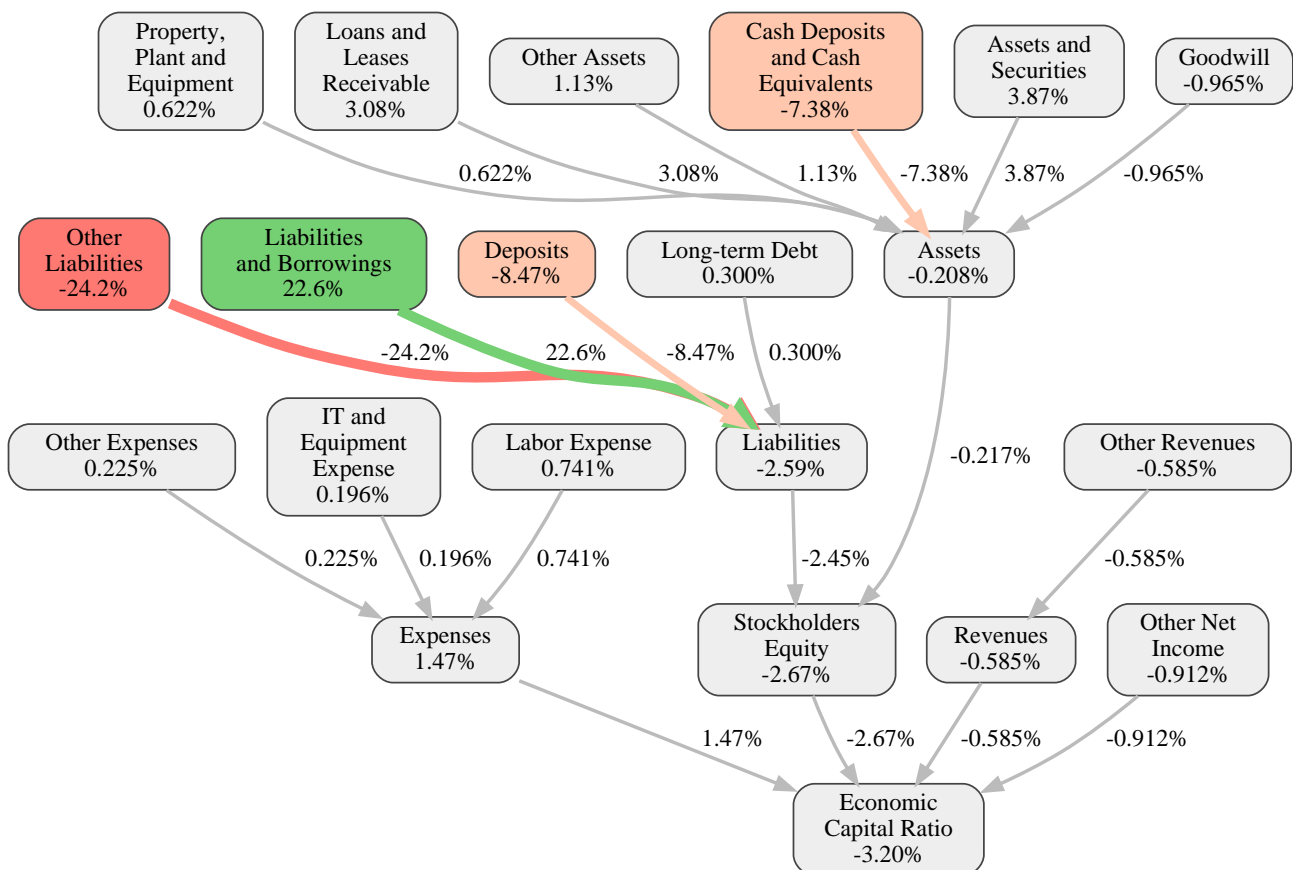 Property,
Plant and
Equipment
0.622%
Loans and
Leases
Receivable
3.08%
Other Assets
1.13%
Cash Deposits
and Cash
Equivalents
-7.38%
Assets and
Securities
3.87%
Goodwill
-0.965%
0.622%
3.08%
1.13%
-7.38%
3.87%
-0.965%
Other
Liabilities
-24.2%
Liabilities
and Borrowings
22.6%
Deposits
-8.47%
Long-term Debt
0.300%
Assets
-0.208%
-24.2%
22.6%
-8.47%
0.300%
Other Expenses
0.225%
IT and
Equipment
Expense
0.196%
Labor Expense
0.741%
Liabilities
-2.59%
-0.217%
Other Revenues
-0.585%
0.225%
0.196%
0.741%
-2.45%
-0.585%
Expenses
1.47%
Stockholders
Equity
-2.67%
Revenues
-0.585%
Other Net
Income
-0.912%
1.47%
-2.67%
-0.585%
-0.912%
Economic
Capital Ratio
-3.20%